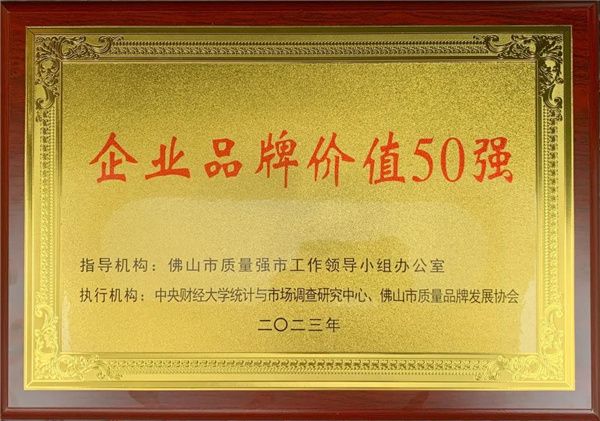 企业品牌价值50强
指导机构：佛山市质量强市工作领导小组办公室
执行机构：中央财经大学统计与市场调查研究中心、佛山市质量品牌发展协会
二〇二三年